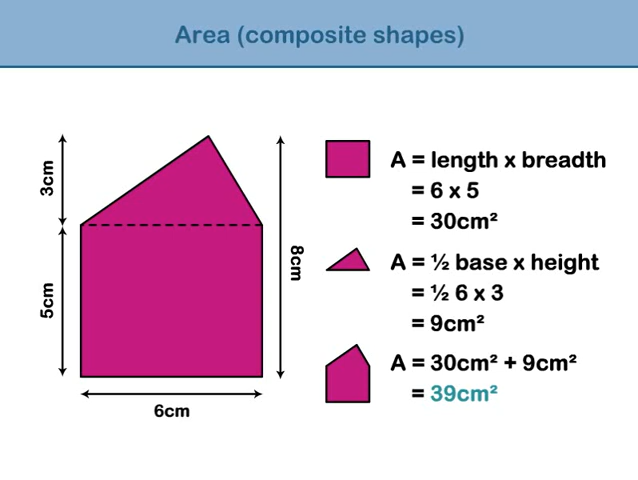 Area (composite shapes)
3cm
5cm
8cm
6cm
A = length x breadth
= 6 x 5
= 30cm²
A = ½ base x height
= ½ 6 x 3
= 9cm²
A = 30cm² + 9cm²
= 39cm²